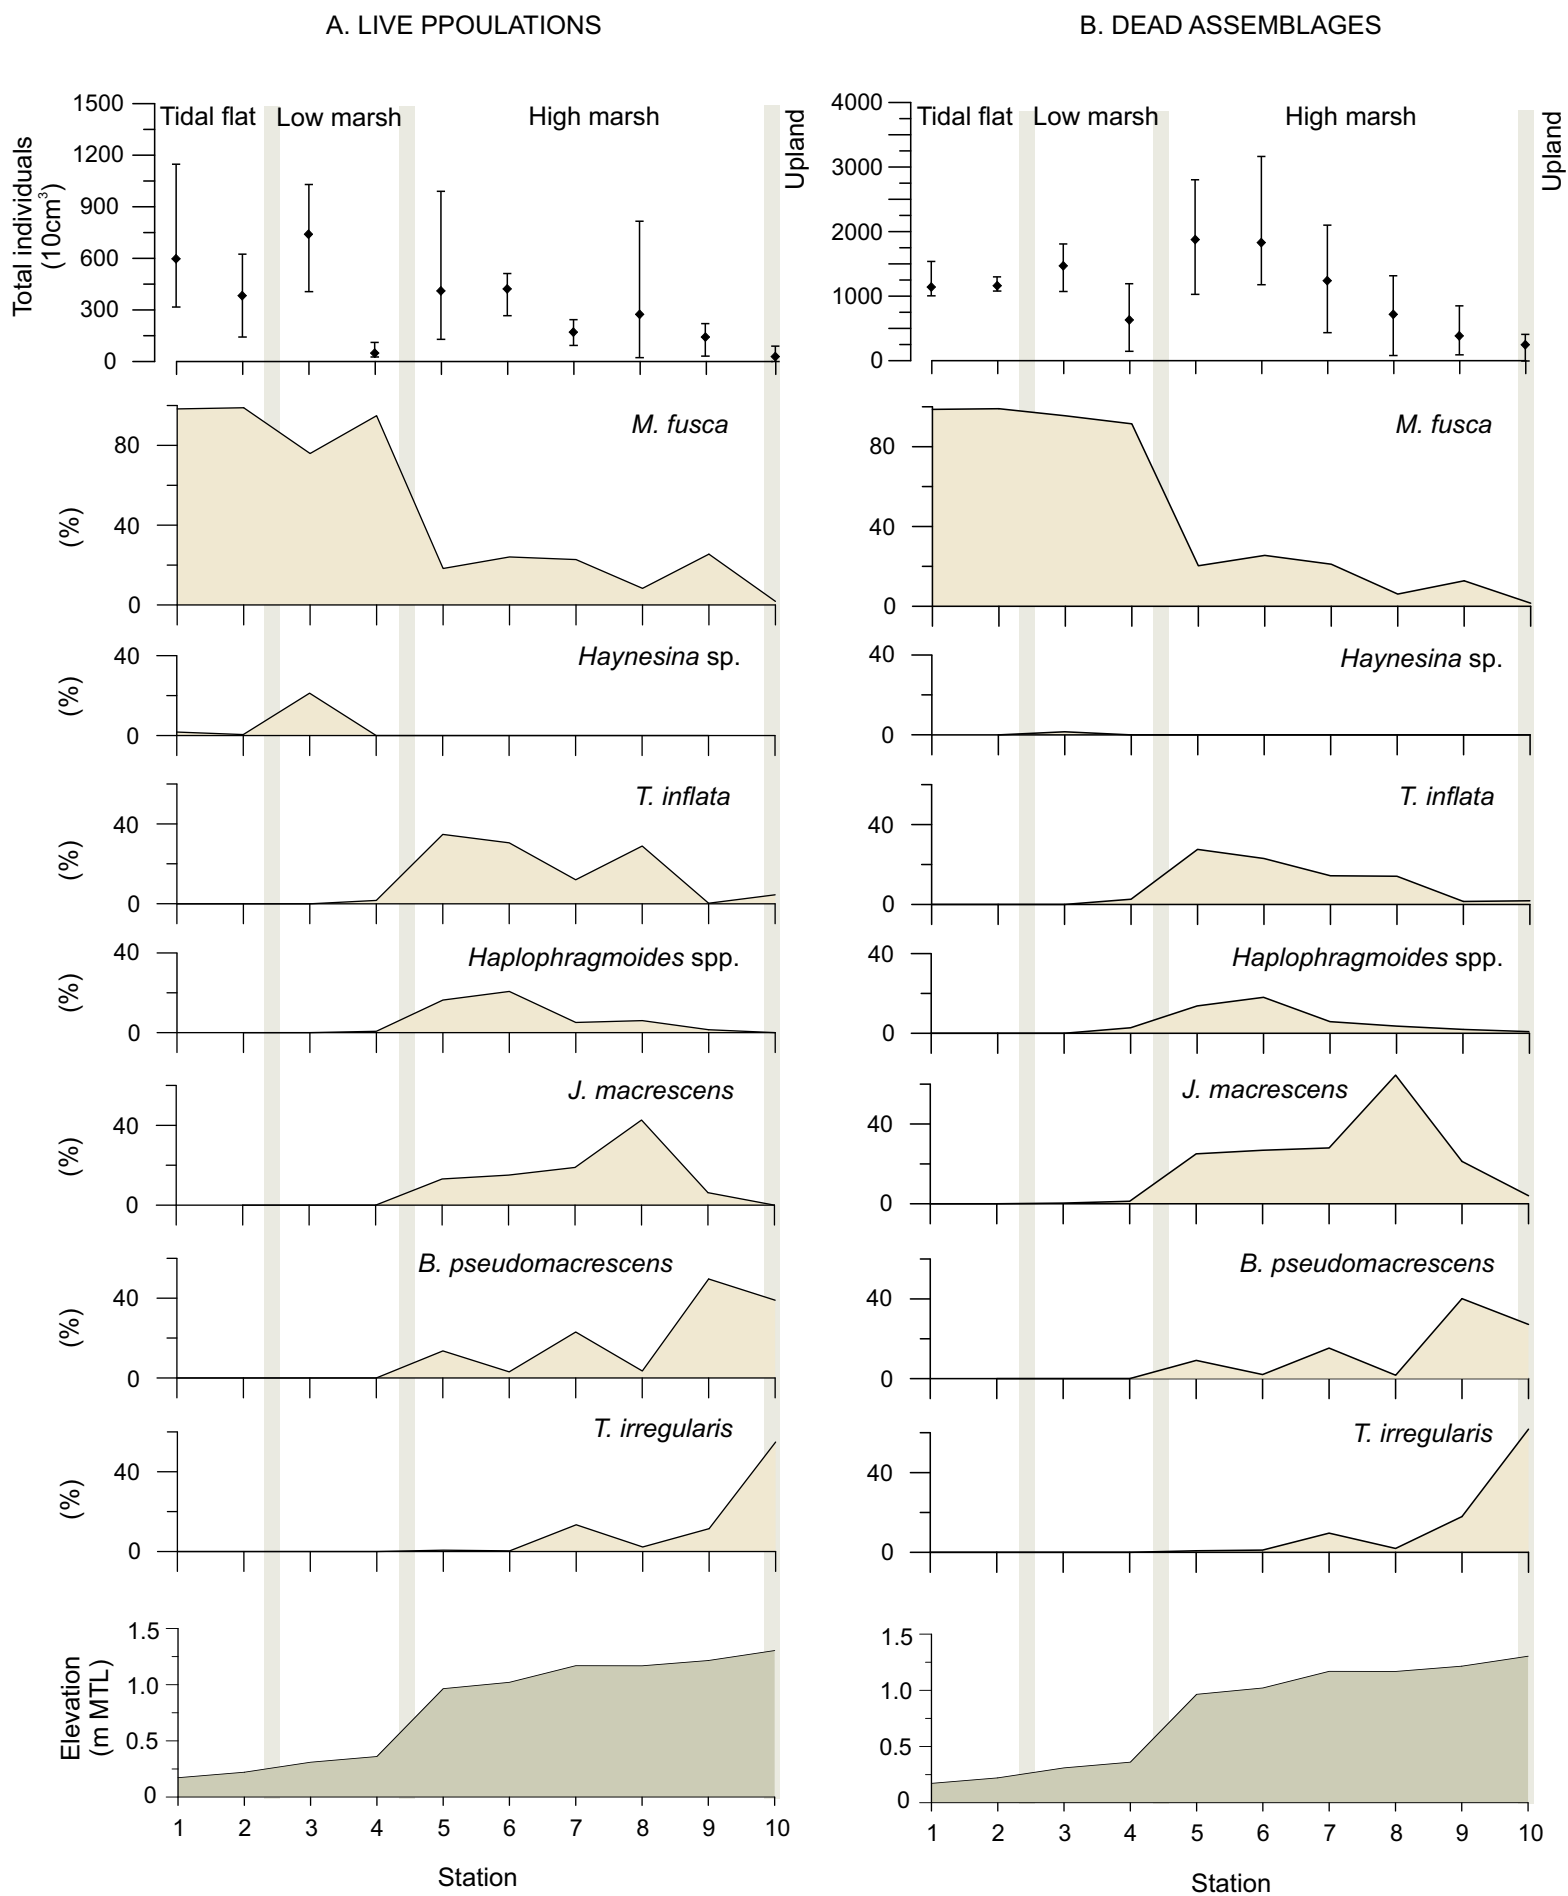 A. LIVE PPOULATIONS
B. DEAD ASSEMBLAGES
Total individuals
(10cm³)
1500
1200
900
600
300
0
Tidal flat
Low marsh
High marsh
Upland
4000
3000
2000
1000
0
Tidal flat
Low marsh
High marsh
Upland
(%)
80
40
0
M. fusca
80
40
0
M. fusca
(%)
40
0
Haynesina sp.
40
0
Haynesina sp.
(%)
40
0
T. inflata
40
0
T. inflata
(%)
40
0
Haplophragmoides spp.
40
0
Haplophragmoides spp.
(%)
40
0
J. macrescens
40
0
J. macrescens
(%)
40
0
B. pseudomacrescens
40
0
B. pseudomacrescens
(%)
40
0
T. irregularis
40
0
T. irregularis
Elevation
(m MTL)
1.5
1.0
0.5
0
1.5
1.0
0.5
0
1 2 3 4 5 6 7 8 9 10
Station
1 2 3 4 5 6 7 8 9 10
Station